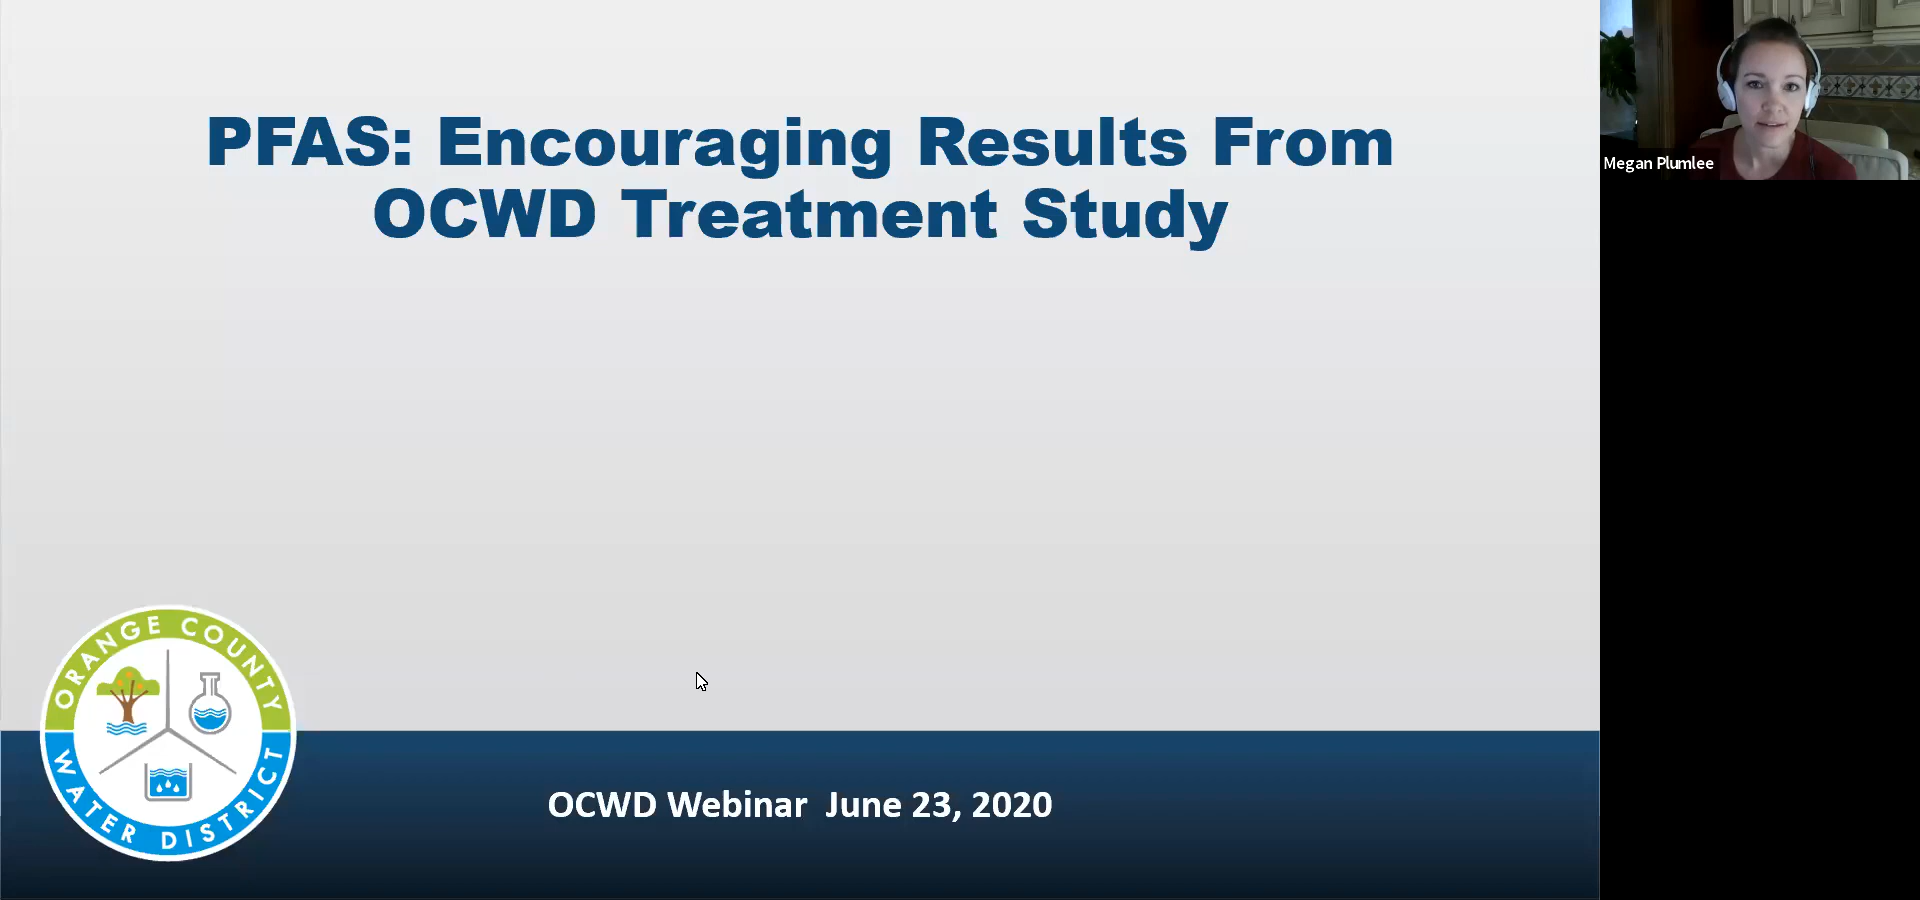 PFAS: Encouraging Results From
OCWD Treatment Study
Megan Plumlee
ORANGE COUNTY
WATER DISTRICT
OCWD Webinar  June 23, 2020